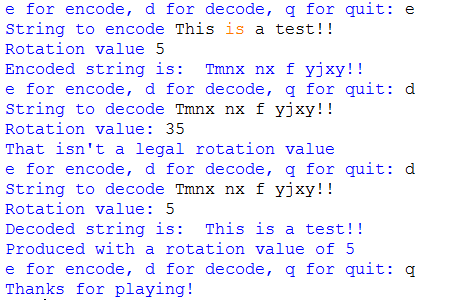 e for encode, d for decode, q for quit: e
String to encode This is a test!!
Rotation value 5
Encoded string is:  Tmnx nx f yjxy!!
e for encode, d for decode, q for quit: d
String to decode Tmnx nx f yjxy!!
Rotation value: 35
That isn't a legal rotation value
e for encode, d for decode, q for quit: d
String to decode Tmnx nx f yjxy!!
Rotation value: 5
Decoded string is:  This is a test!!
Produced with a rotation value of 5
e for encode, d for decode, q for quit: q
Thanks for playing!